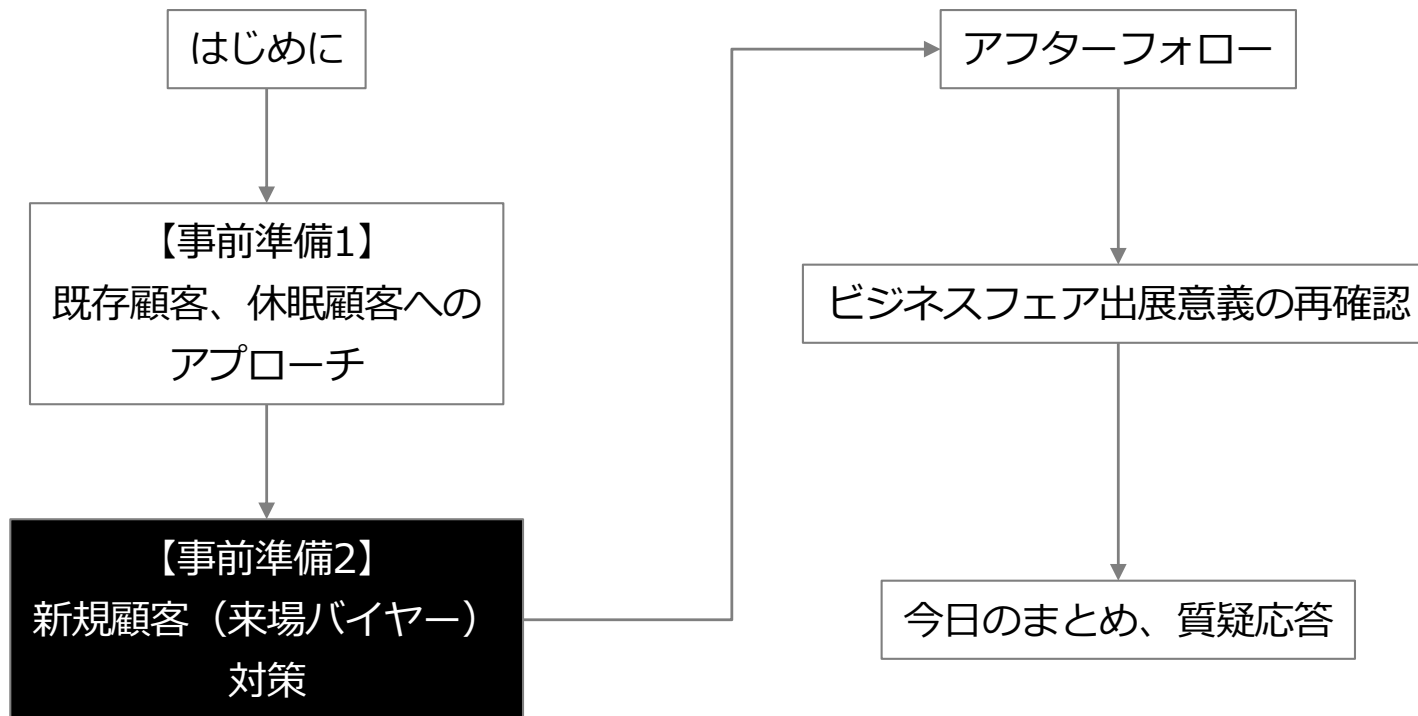 はじめに
【事前準備1】
既存顧客、休眠顧客への
アプローチ
【事前準備2】
新規顧客（来場バイヤー）
対策
アフターフォロー
ビジネスフェア出展意義の再確認
今日のまとめ、質疑応答